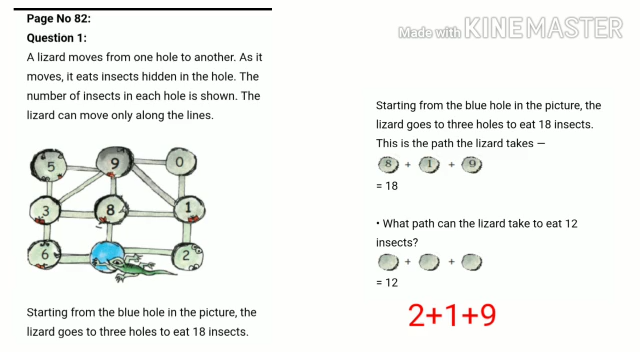 Page No 82:
Question 1:
A lizard moves from one hole to another. As it
moves, it eats insects hidden in the hole. The
number of insects in each hole is shown. The
lizard can move only along the lines.
5 9 0
3 8 1
6 2
Starting from the blue hole in the picture, the
lizard goes to three holes to eat 18 insects.
Made with KINEMASTER
Starting from the blue hole in the picture, the
lizard goes to three holes to eat 18 insects.
This is the path the lizard takes —
8 + 1 + 9
= 18
• What path can the lizard take to eat 12
insects?
+ +
= 12
2+1+9